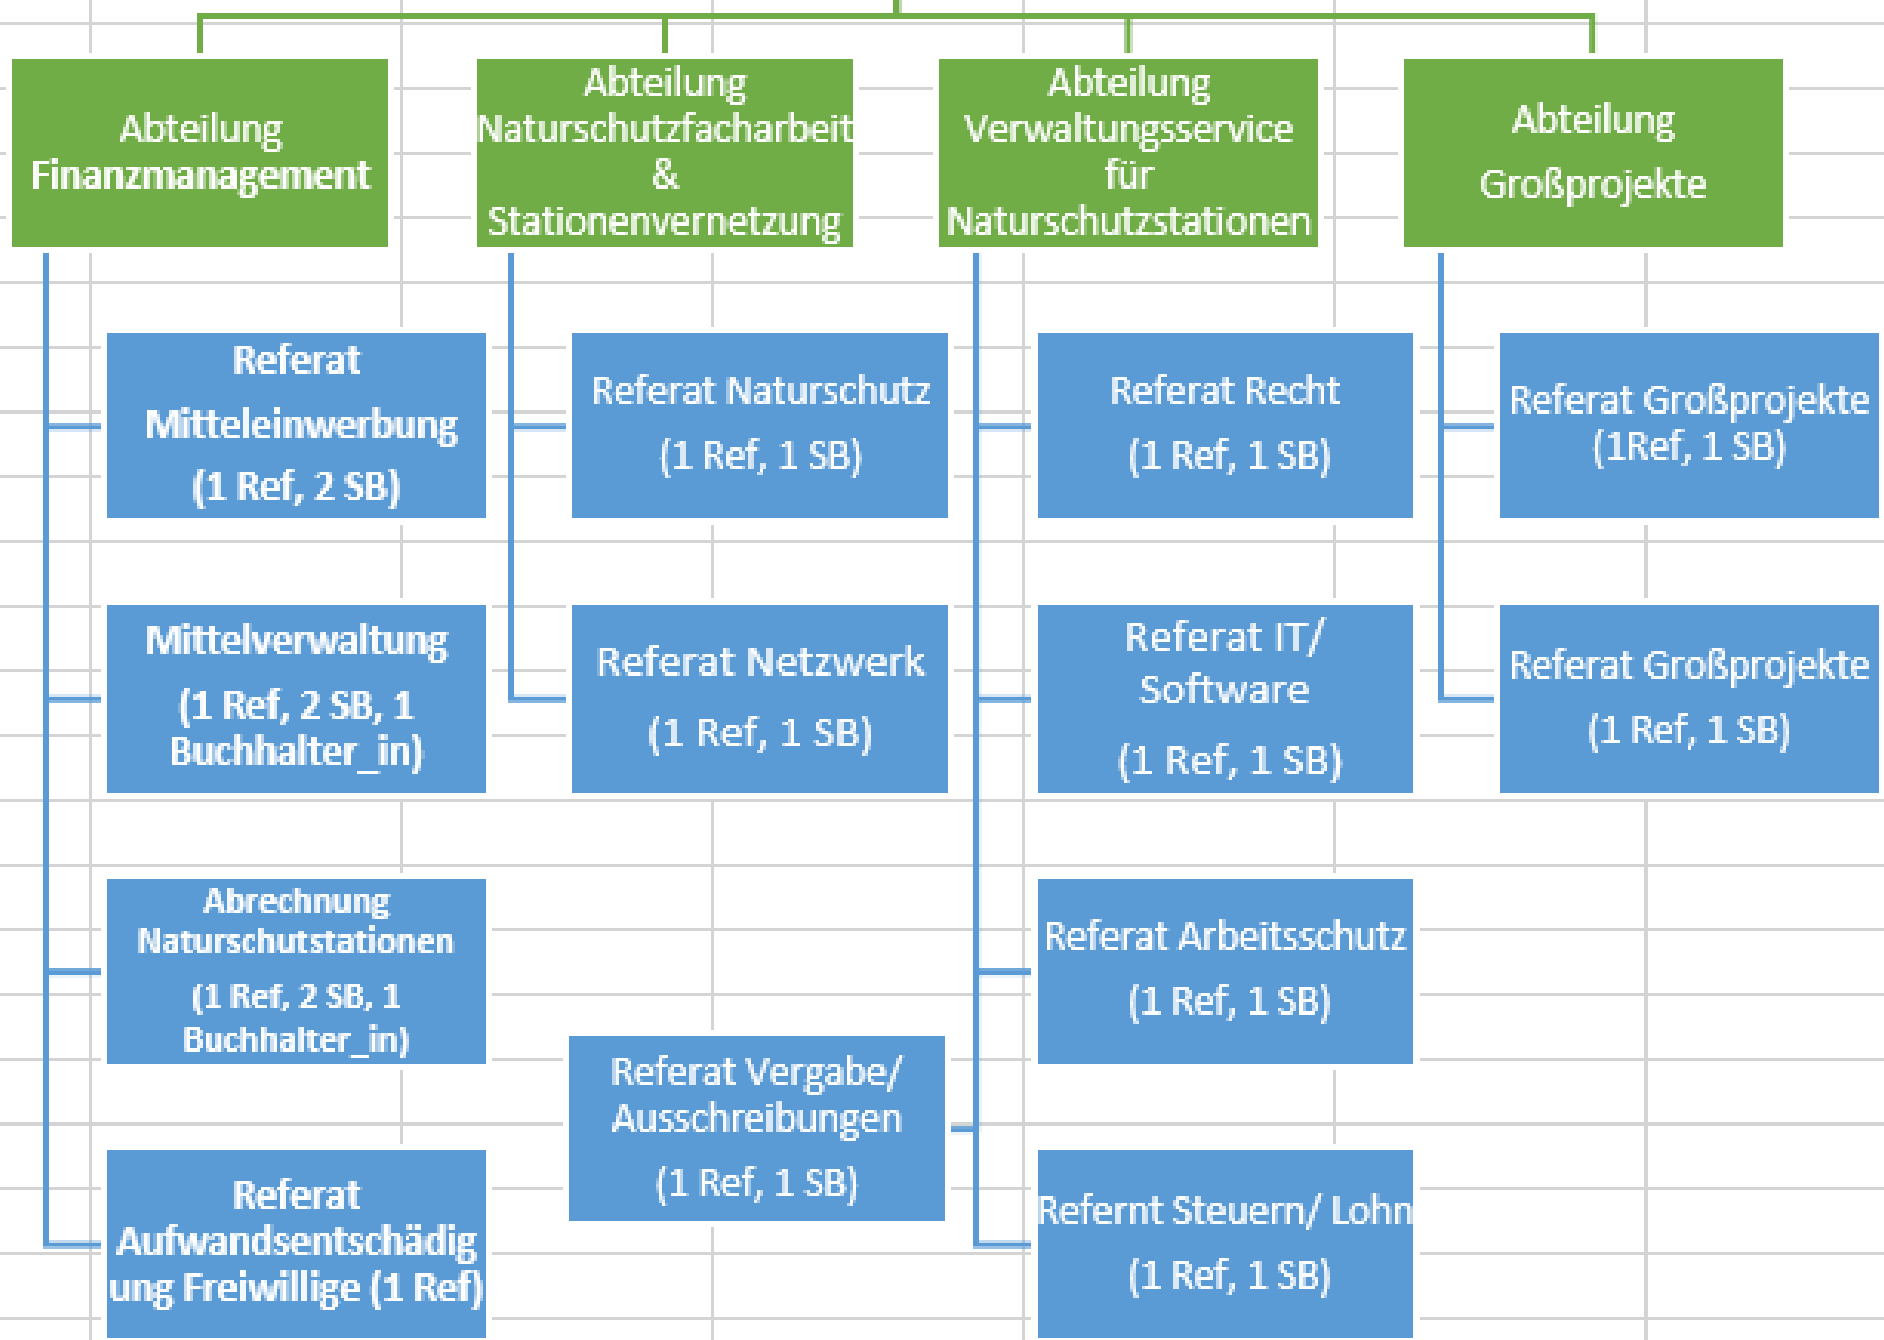 Abteilung
Finanzmanagement
Abteilung
Naturschutzfacharbeit
&
Stationenvernetzung
Abteilung
Verwaltungsservice
für
Naturschutzstationen
Abteilung
Großprojekte
Referat
Mitteleinwerbung
(1 Ref, 2 SB)
Referat Naturschutz
(1 Ref, 1 SB)
Referat Recht
(1 Ref, 1 SB)
Referat Großprojekte
(1Ref, 1 SB)
Mittelverwaltung
(1 Ref, 2 SB, 1
Buchhalter_in)
Referat Netzwerk
(1 Ref, 1 SB)
Referat IT/
Software
(1 Ref, 1 SB)
Referat Großprojekte
(1 Ref, 1 SB)
Abrechnung
Naturschutstationen
(1 Ref, 2 SB, 1
Buchhalter_in)
Referat Arbeitsschutz
(1 Ref, 1 SB)
Referat Vergabe/
Ausschreibungen
(1 Ref, 1 SB)
Referat
Aufwandsentschädig
ung Freiwillige (1 Ref)
Refernt Steuern/ Lohn
(1 Ref, 1 SB)